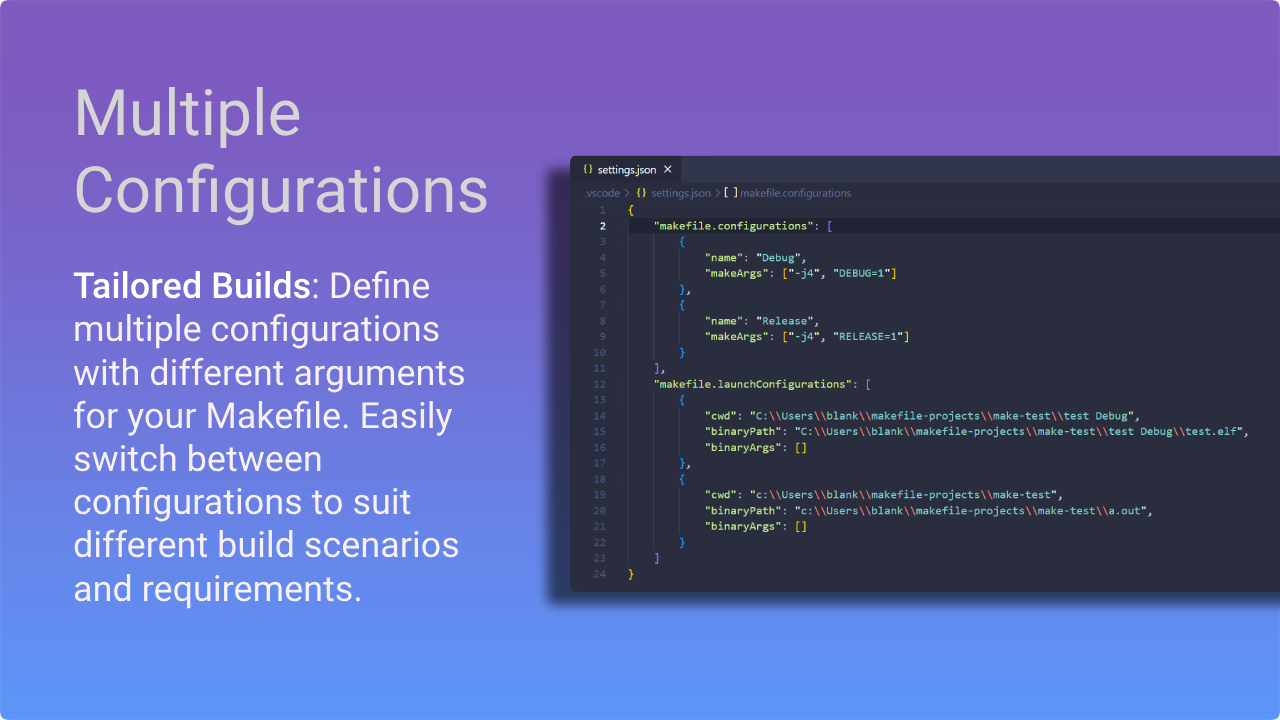 Multiple
Configurations
Tailored Builds: Define
multiple configurations
with different arguments
for your Makefile. Easily
switch between
configurations to suit
different build scenarios
and requirements.
{} settings.json ×
.vscode > {} settings.json > [ ] makefile.configurations
1 {
2 "makefile.configurations": [
3 {
4 "name": "Debug",
5 "makeArgs": ["-j4", "DEBUG=1"]
6 },
7 {
8 "name": "Release",
9 "makeArgs": ["-j4", "RELEASE=1"]
10 }
11 ],
12 "makefile.launchConfigurations": [
13 {
14 "cwd": "C:\\Users\\blank\\makefile-projects\\make-test\\test Debug",
15 "binaryPath": "C:\\Users\\blank\\makefile-projects\\make-test\\test Debug\\test.elf",
16 "binaryArgs": []
17 },
18 {
19 "cwd": "c:\\Users\\blank\\makefile-projects\\make-test",
20 "binaryPath": "c:\\Users\\blank\\makefile-projects\\make-test\\a.out",
21 "binaryArgs": []
22 }
23 ]
24 }